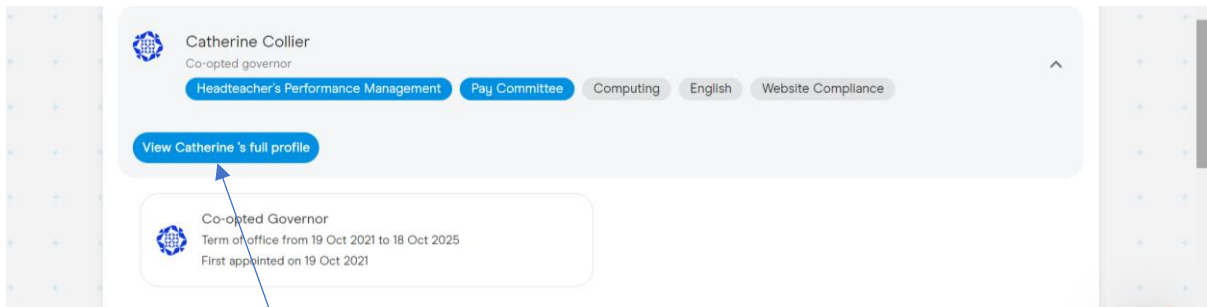 Catherine Collier
Co-opted governor
Headteacher's Performance Management Pay Committee Computing English Website Compliance
View Catherine 's full profile
Co-opted Governor
Term of office from 19 Oct 2021 to 18 Oct 2025
First appointed on 19 Oct 2021